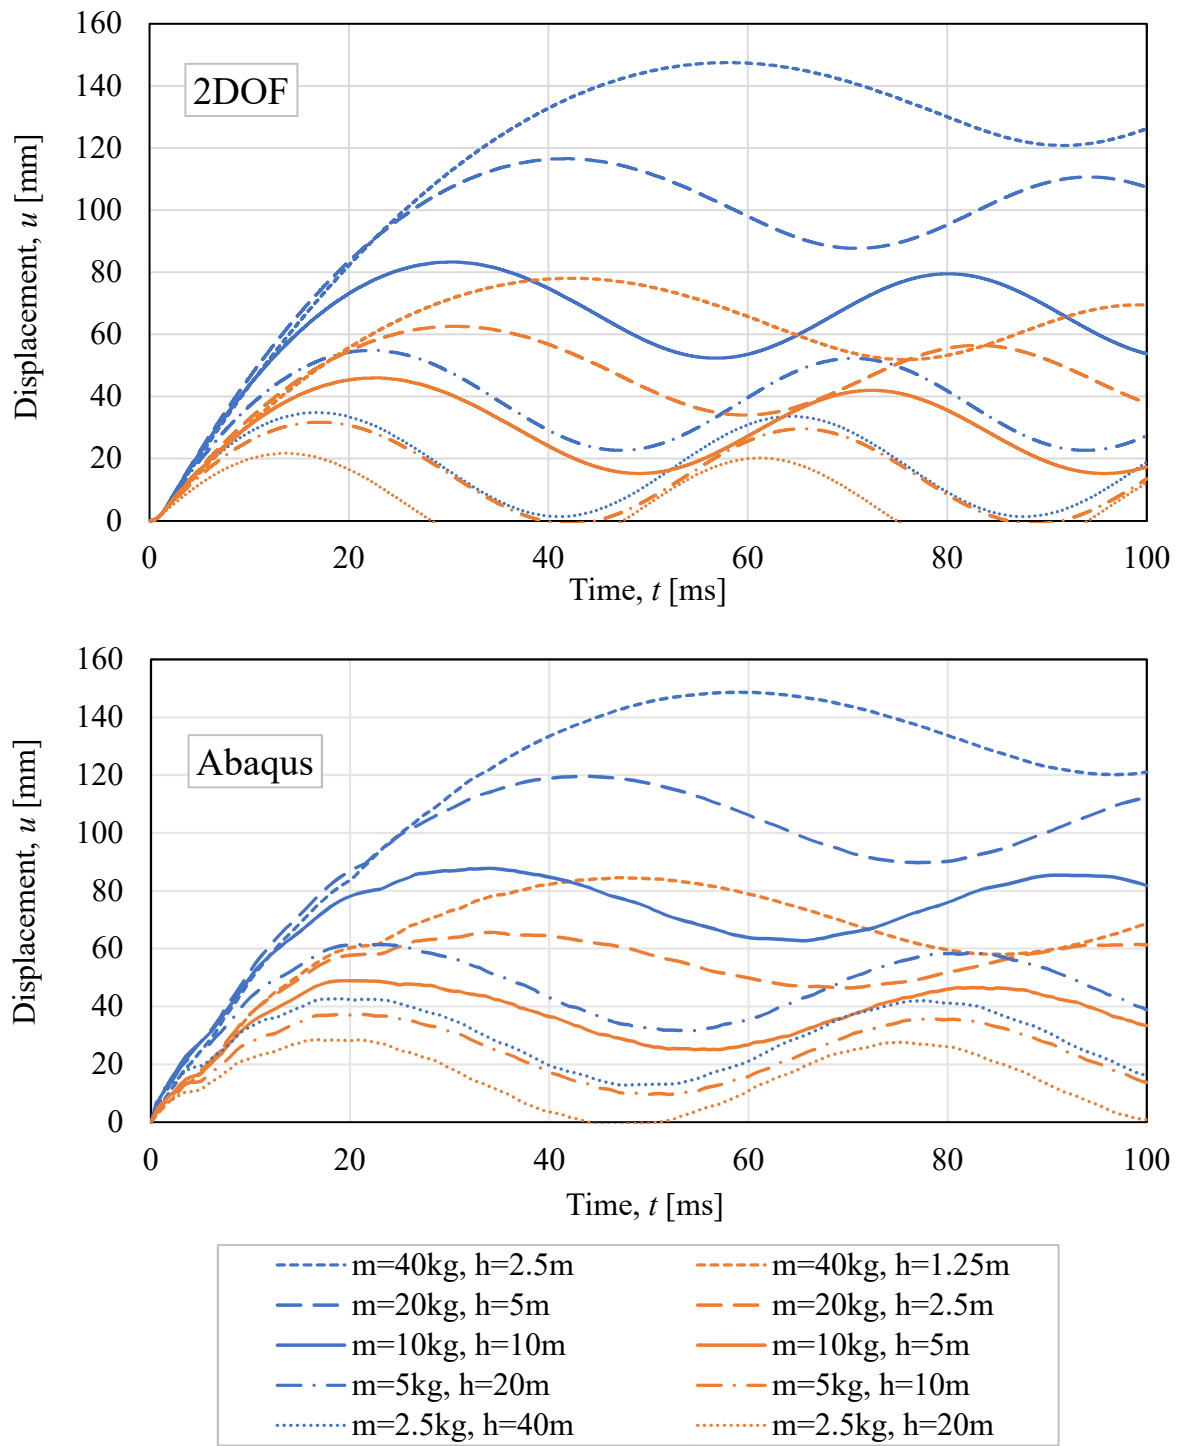 160
140
120
100
80
60
40
20
0
Displacement, u [mm]
2DOF
0 20 40 60 80 100
Time, t [ms]
160
140
120
100
80
60
40
20
0
Displacement, u [mm]
Abaqus
0 20 40 60 80 100
Time, t [ms]
m=40kg, h=2.5m
m=40kg, h=1.25m
m=20kg, h=5m
m=20kg, h=2.5m
m=10kg, h=10m
m=10kg, h=5m
m=5kg, h=20m
m=5kg, h=10m
m=2.5kg, h=40m
m=2.5kg, h=20m